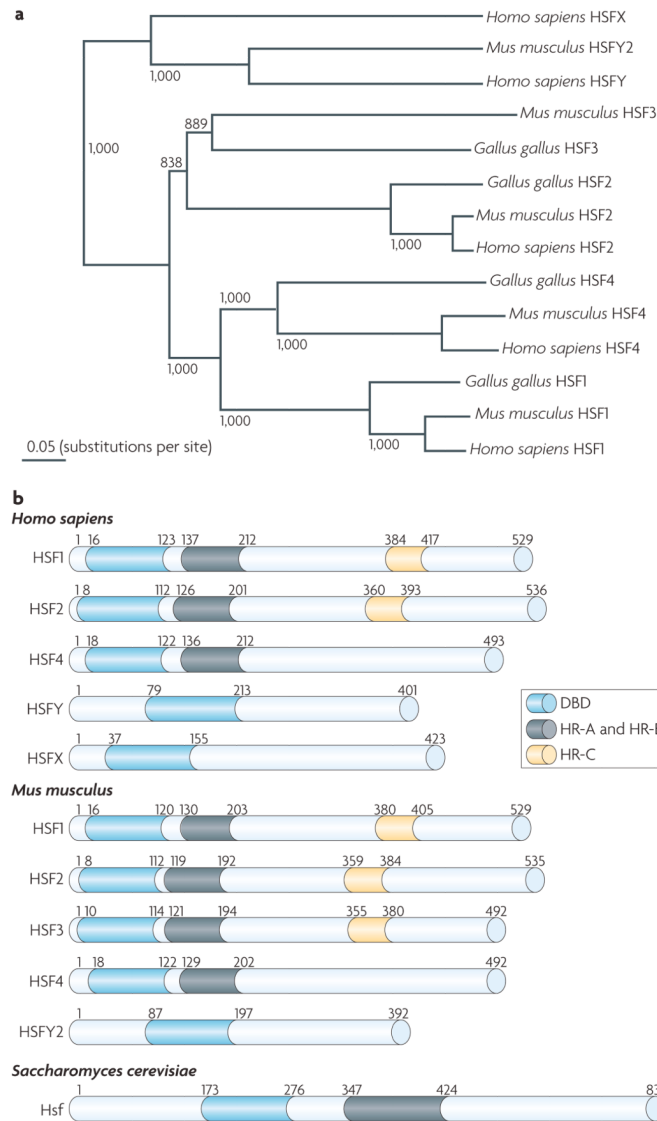 a
Homo sapiens HSFX
Mus musculus HSFY2
1,000
Homo sapiens HSFY
Mus musculus HSF3
889
1,000
Gallus gallus HSF3
838
Gallus gallus HSF2
Mus musculus HSF2
1,000
Homo sapiens HSF2
Gallus gallus HSF4
1,000
Mus musculus HSF4
1,000
Homo sapiens HSF4
1,000
Gallus gallus HSF1
Mus musculus HSF1
1,000
1,000
0.05 (substitutions per site)
Homo sapiens HSF1
b
Homo sapiens
1 16 123 137 212 384 417 529
HSF1
1 8 112 126 201 360 393 536
HSF2
1 18 122 136 212 493
HSF4
1 79 213 401
HSFY
1 37 155 423
HSFX
DBD
HR-A and HR-
HR-C
Mus musculus
1 16 120 130 203 380 405 529
HSF1
1 8 112 119 192 359 384 535
HSF2
1 10 114 121 194 355 380 492
HSF3
1 18 122 129 202 492
HSF4
1 87 197 392
HSFY2
Saccharomyces cerevisiae
1 173 276 347 424 83
Hsf